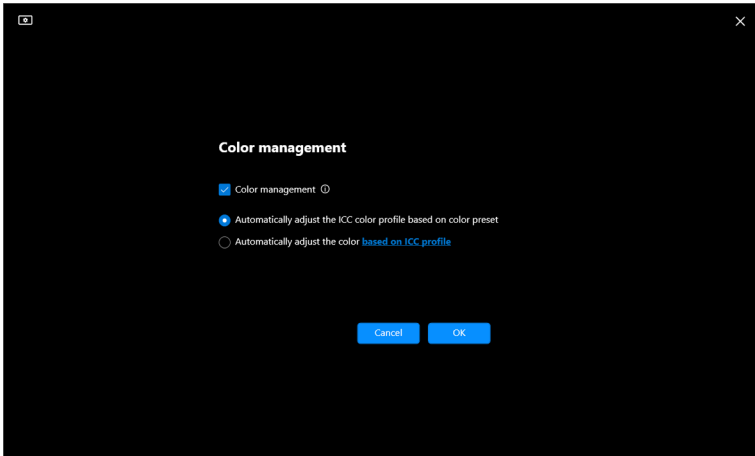 Color management
Color management
Automatically adjust the ICC color profile based on color preset
Automatically adjust the color based on ICC profile
Cancel OK